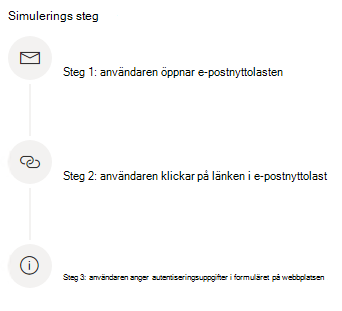 Simulerings steg
Steg 1: användaren öppnar e-postnyttolasten
Steg 2: användaren klickar på länken i e-postnyttolast
Steg 3: användaren anger autentiseringsuppgifter i formuläret på webbplatsen